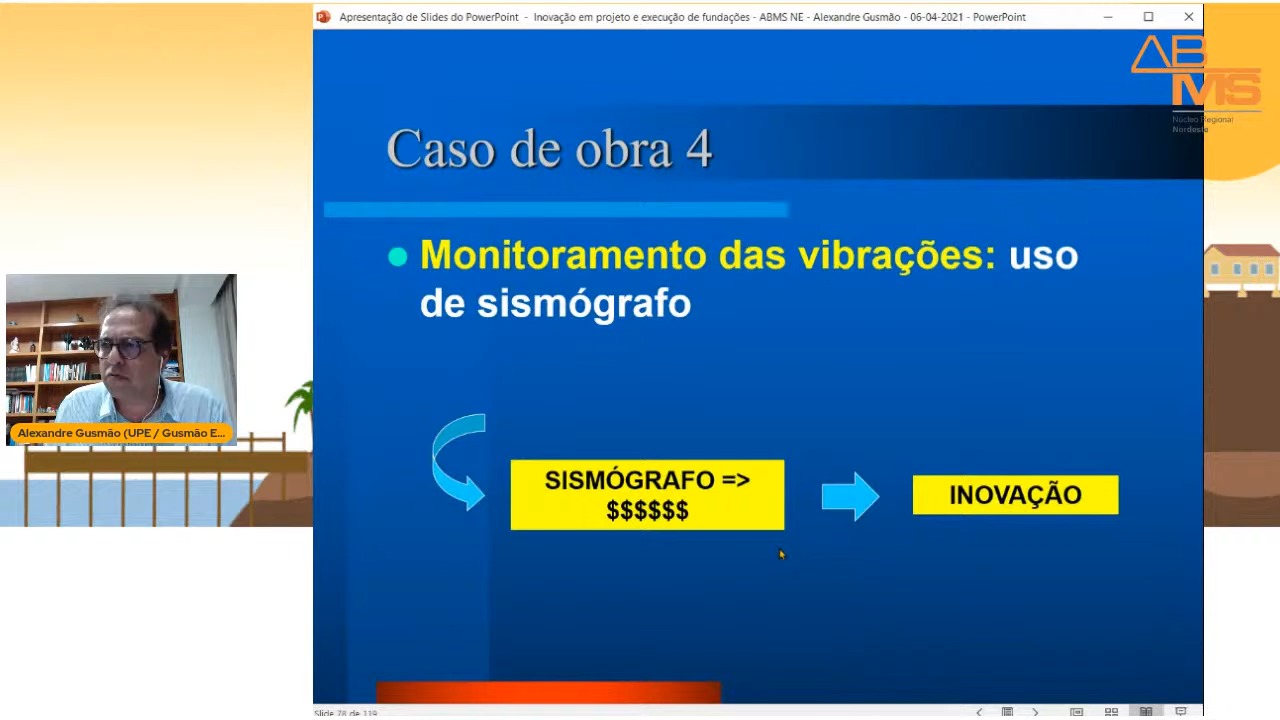 Apresentação de Slides do PowerPoint - Inovação em projeto e execução de fundações - ABMS NE - Alexandre Gusmão - 06-04-2021 - PowerPoint
ABMS
Núcleo Regional
Nordeste
Caso de obra 4
Monitoramento das vibrações: uso
de sismógrafo
SISMÓGRAFO =>
$$$$$$
INOVAÇÃO
Alexandre Gusmão (UPE / Gusmão E...
Slide 78 de 119